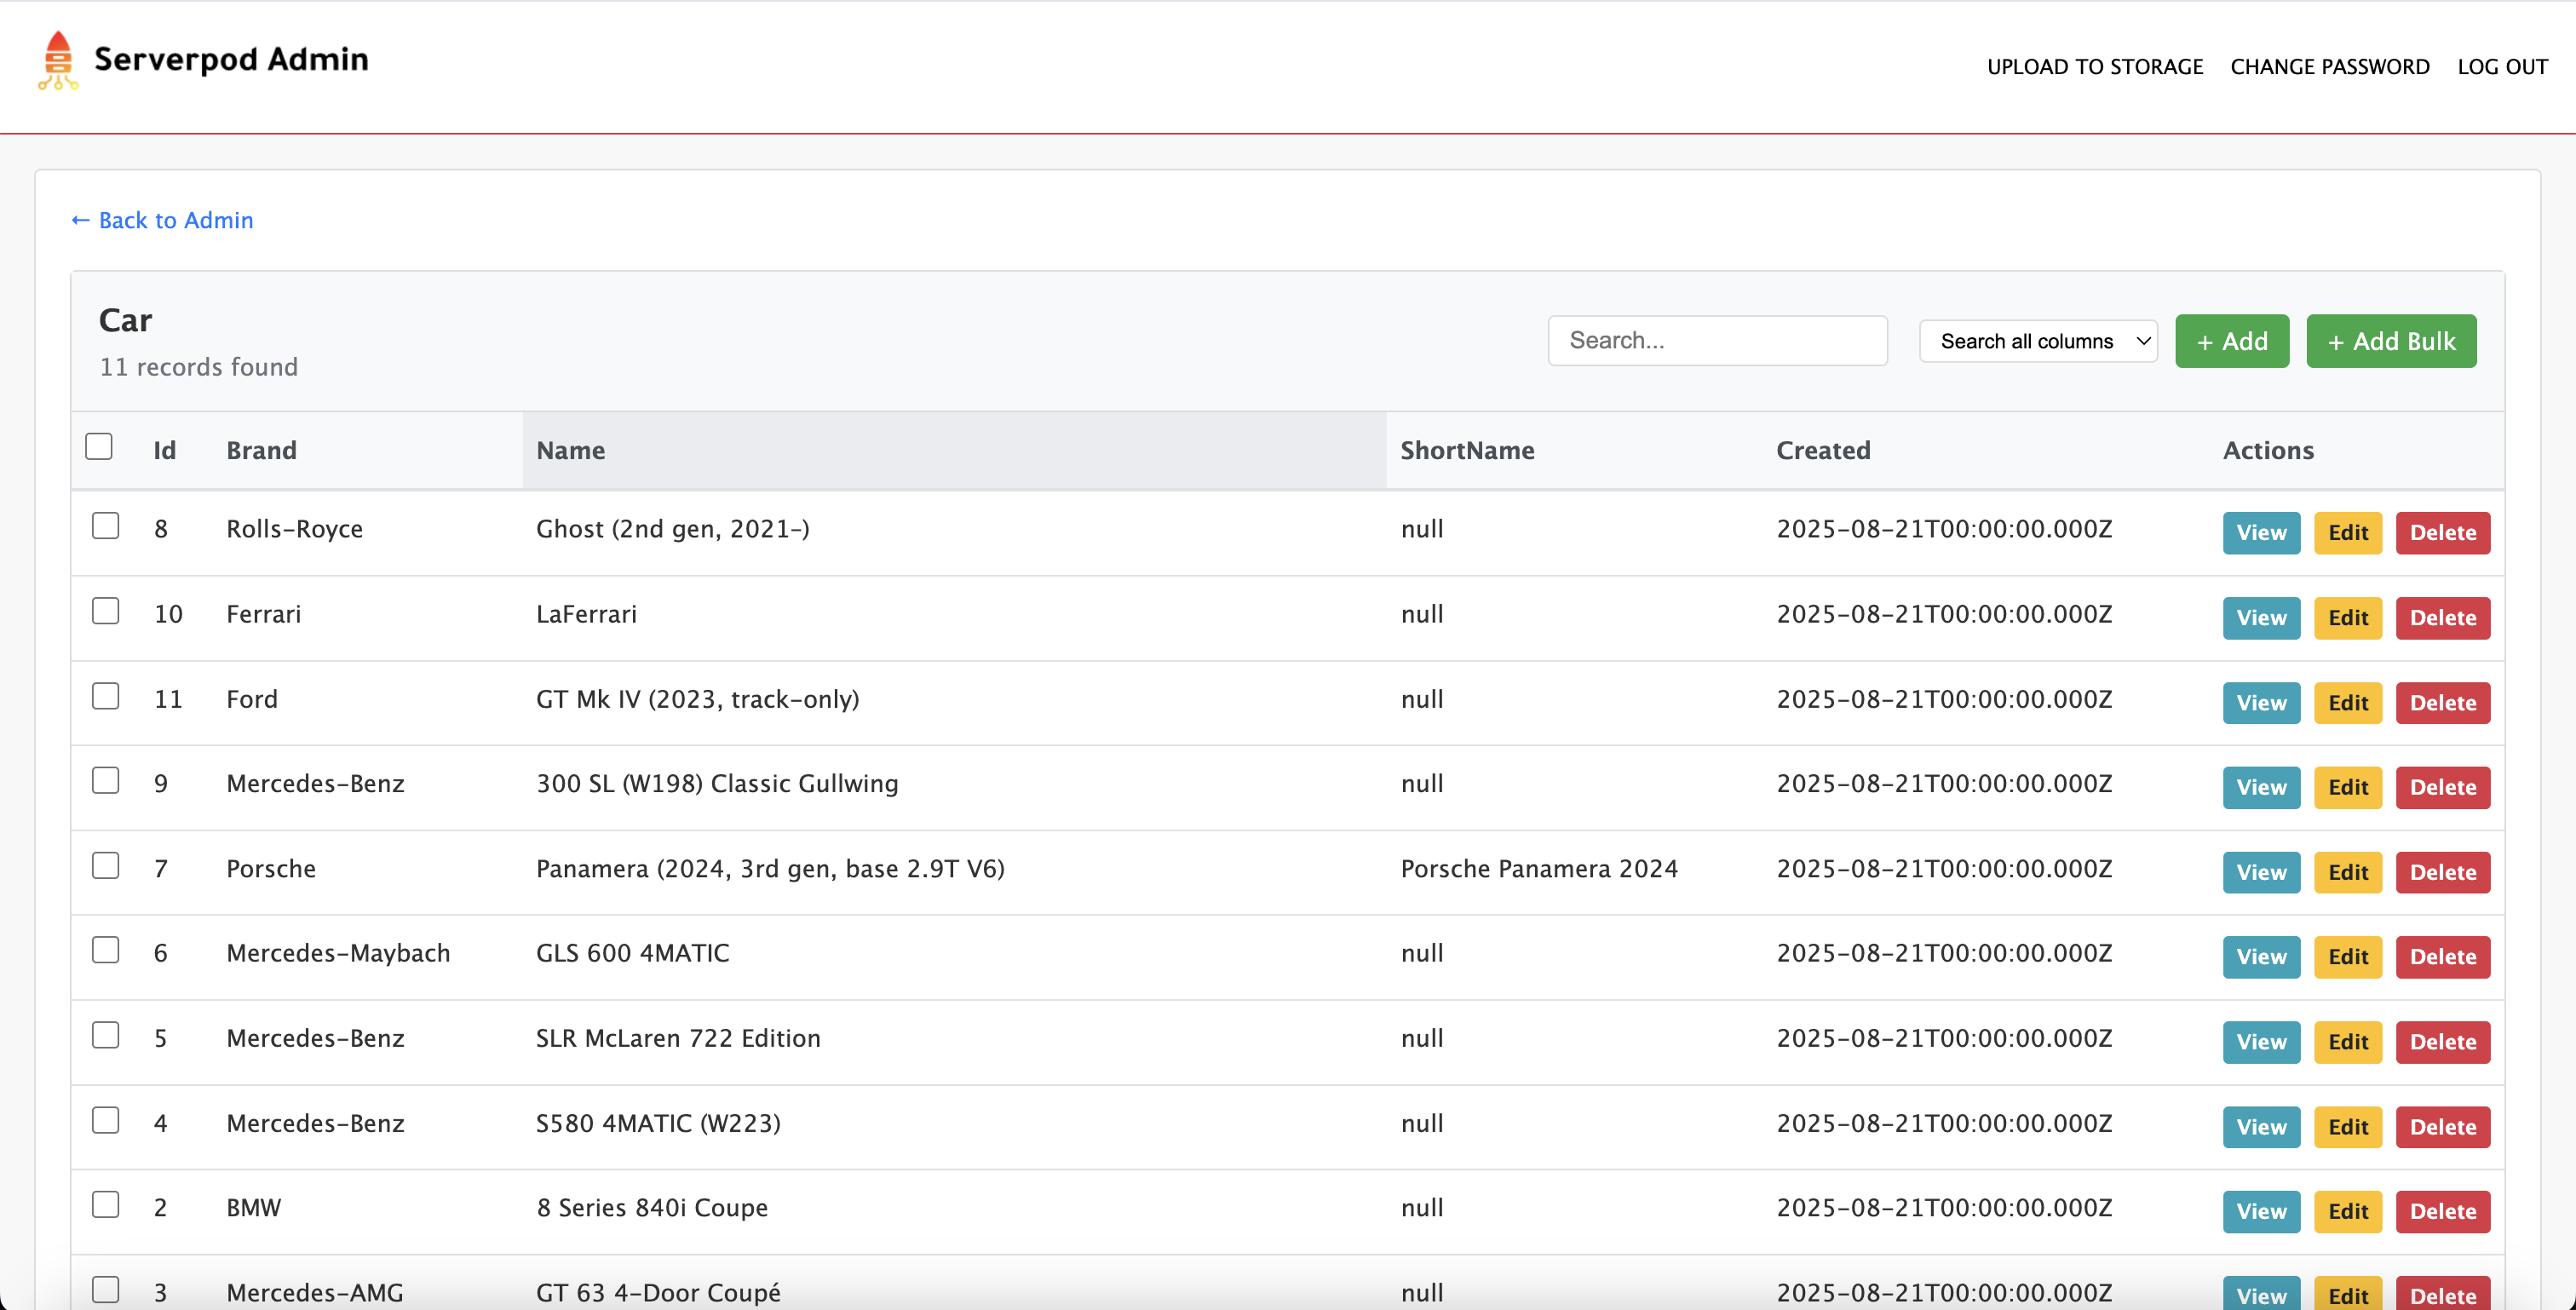 Serverpod Admin
UPLOAD TO STORAGE CHANGE PASSWORD LOG OUT
← Back to Admin
Car
11 records found
Search... Search all columns + Add + Add Bulk
Id Brand Name ShortName Created Actions
8 Rolls-Royce Ghost (2nd gen, 2021-) null 2025-08-21T00:00:00.000Z View Edit Delete
10 Ferrari LaFerrari null 2025-08-21T00:00:00.000Z View Edit Delete
11 Ford GT Mk IV (2023, track-only) null 2025-08-21T00:00:00.000Z View Edit Delete
9 Mercedes-Benz 300 SL (W198) Classic Gullwing null 2025-08-21T00:00:00.000Z View Edit Delete
7 Porsche Panamera (2024, 3rd gen, base 2.9T V6) Porsche Panamera 2024 2025-08-21T00:00:00.000Z View Edit Delete
6 Mercedes-Maybach GLS 600 4MATIC null 2025-08-21T00:00:00.000Z View Edit Delete
5 Mercedes-Benz SLR McLaren 722 Edition null 2025-08-21T00:00:00.000Z View Edit Delete
4 Mercedes-Benz S580 4MATIC (W223) null 2025-08-21T00:00:00.000Z View Edit Delete
2 BMW 8 Series 840i Coupe null 2025-08-21T00:00:00.000Z View Edit Delete
3 Mercedes-AMG GT 63 4-Door Coupé null 2025-08-21T00:00:00.000Z View Edit Delete